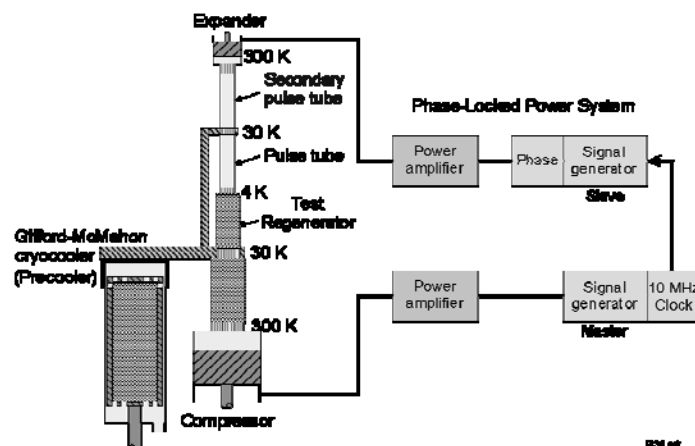 Expander
300 K
Secondary
pulse tube
Phase-Locked Power System
30 K
Pulse tube
Power
amplifier
Phase
Signal
generator
Slave
4 K
Test
Regenerator
Gifford-McMahon
cryocooler
(Precooler)
30 K
Power
amplifier
Signal
generator
10 MHz
Clock
Master
300 K
Compressor